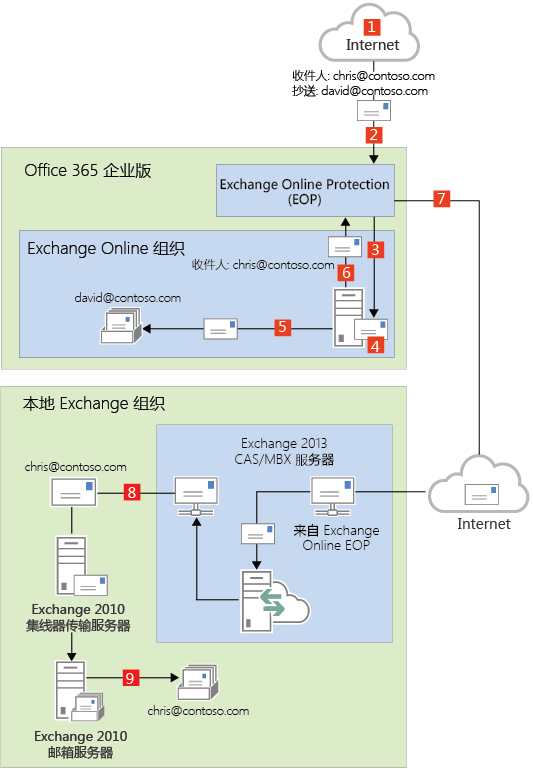 1
Internet
收件人: chris@contoso.com
抄送: david@contoso.com
2
Office 365 企业版
Exchange Online Protection
(EOP)
7
Exchange Online 组织
3
收件人: chris@contoso.com
6
david@contoso.com
5
4
本地 Exchange 组织
Exchange 2013
CAS/MBX 服务器
chris@contoso.com
8
来自 Exchange
Online EOP
Internet
Exchange 2010
集线器传输服务器
9
chris@contoso.com
Exchange 2010
邮箱服务器